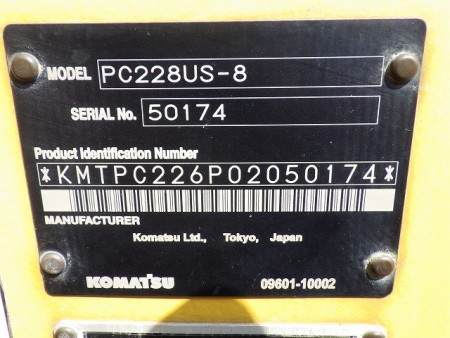 MODEL PC228US-8
SERIAL No. 50174
Product Identification Number
*KMTPC226P02050174*
MANUFACTURER
Komatsu Ltd., Tokyo, Japan
KOMATSU 09601-10002